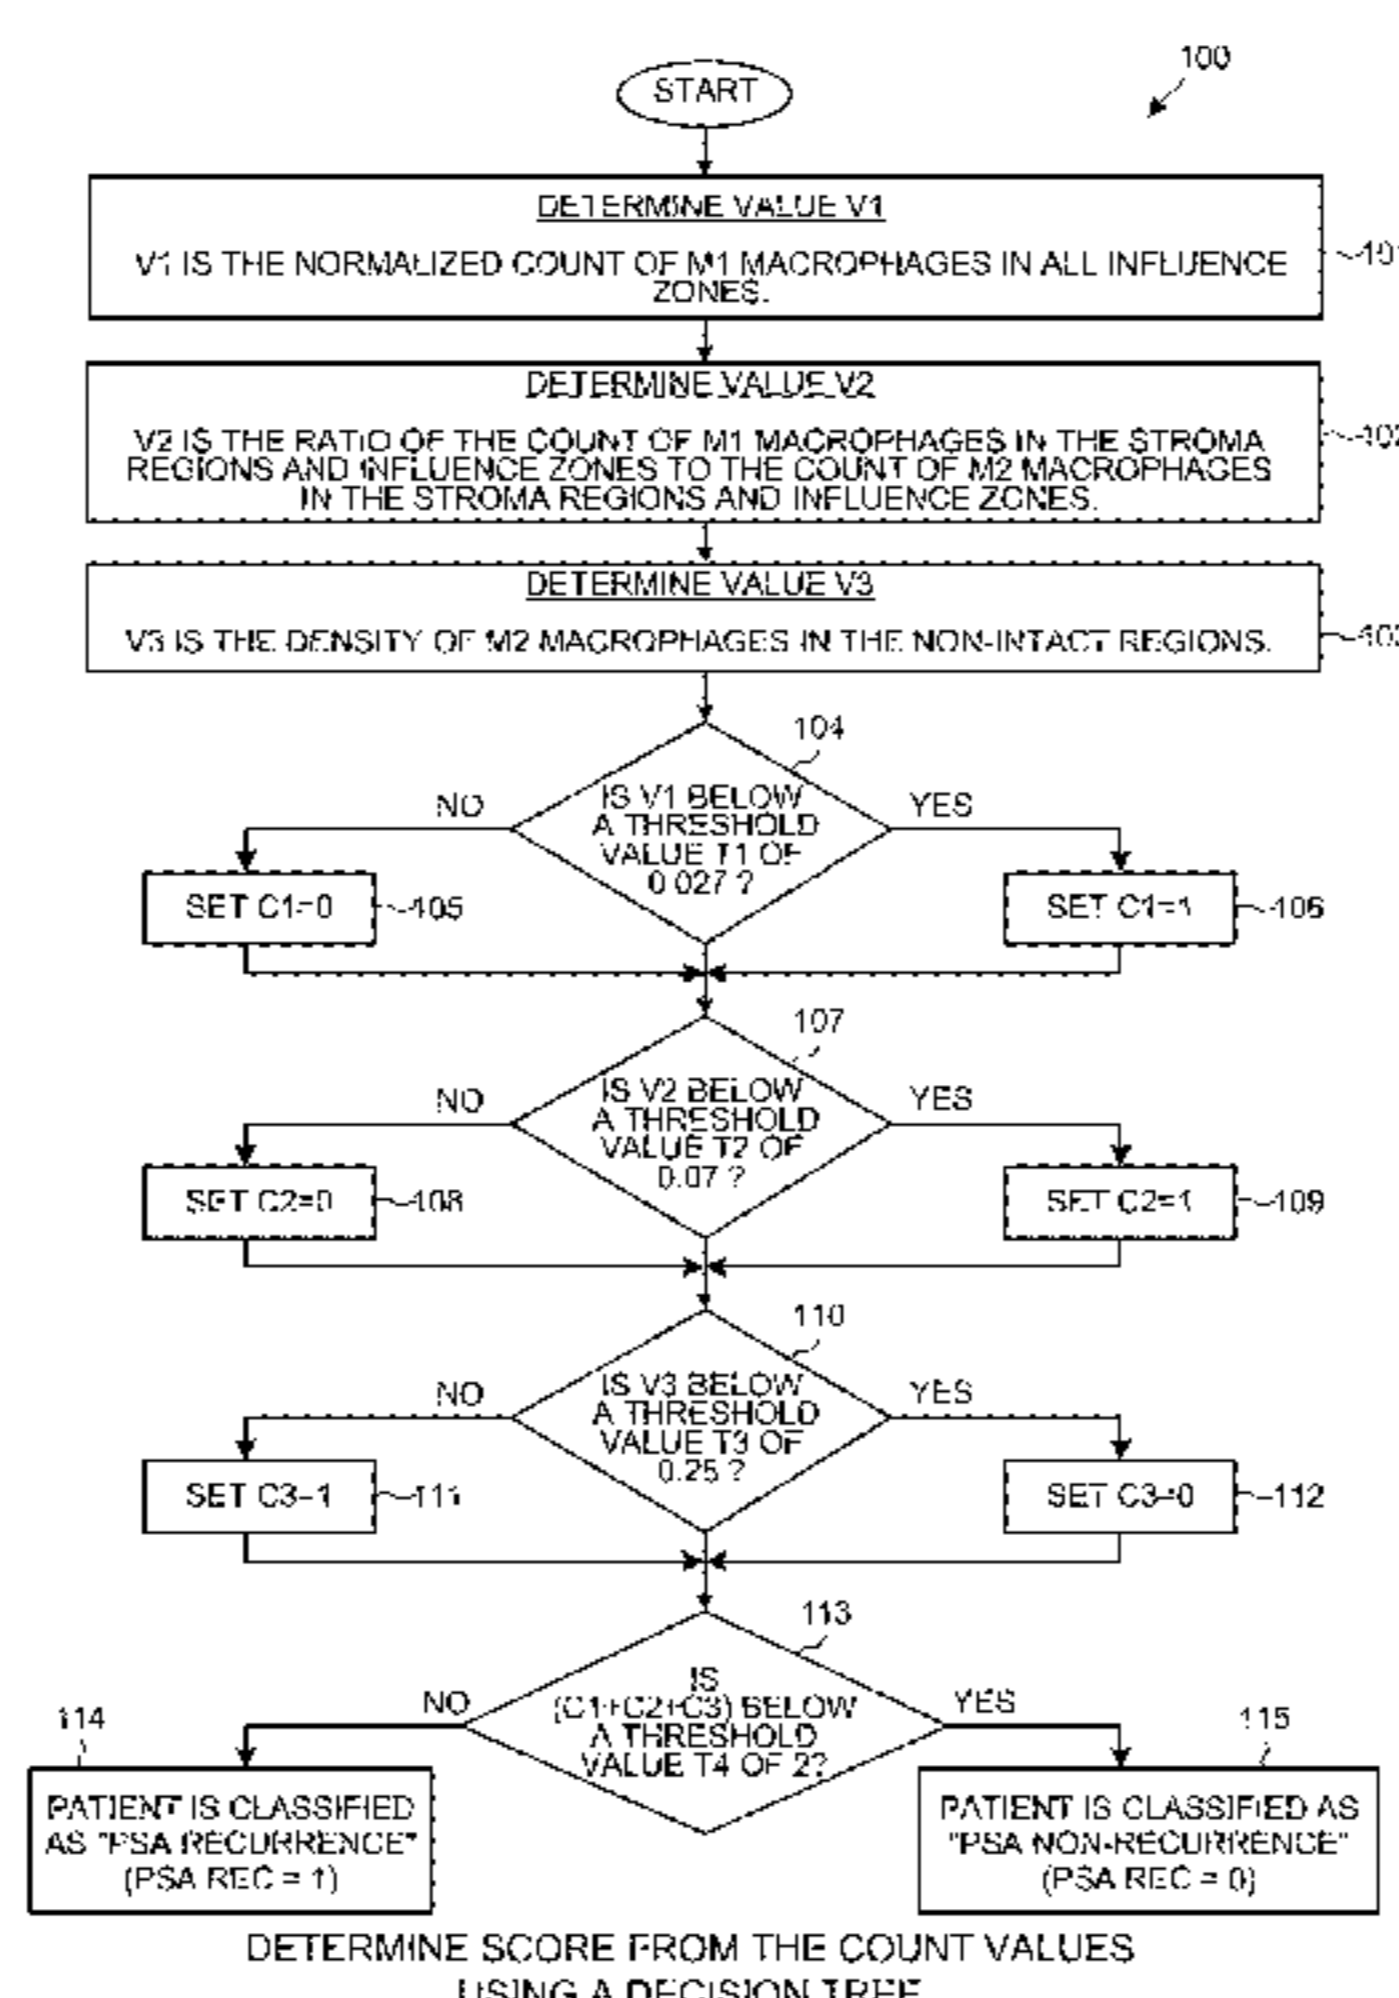 100
START
DETERMINE VALUE V1
V1 IS THE NORMALIZED COUNT OF M1 MACROPHAGES IN ALL INFLUENCE
ZONES.
101
DETERMINE VALUE V2
V2 IS THE RATIO OF THE COUNT OF M1 MACROPHAGES IN THE STROMA
REGIONS AND INFLUENCE ZONES TO THE COUNT OF M2 MACROPHAGES
IN THE STROMA REGIONS AND INFLUENCE ZONES.
102
DETERMINE VALUE V3
V3 IS THE DENSITY OF M2 MACROPHAGES IN THE NON-INTACT REGIONS.
103
104
NO
IS V1 BELOW
A THRESHOLD
VALUE T1 OF
0.027 ?
YES
SET C1=0
105
SET C1=1
106
107
NO
IS V2 BELOW
A THRESHOLD
VALUE T2 OF
0.07 ?
YES
SET C2=0
108
SET C2=1
109
110
NO
IS V3 BELOW
A THRESHOLD
VALUE T3 OF
0.25 ?
YES
SET C3=1
111
SET C3=0
112
113
NO
IS
(C1+C2+C3) BELOW
A THRESHOLD
VALUE T4 OF 2?
YES
114
PATIENT IS CLASSIFIED
AS "PSA RECURRENCE"
(PSA REC = 1)
115
PATIENT IS CLASSIFIED AS
"PSA NON-RECURRENCE"
(PSA REC = 0)
DETERMINE SCORE FROM THE COUNT VALUES
USING A DECISION TREE